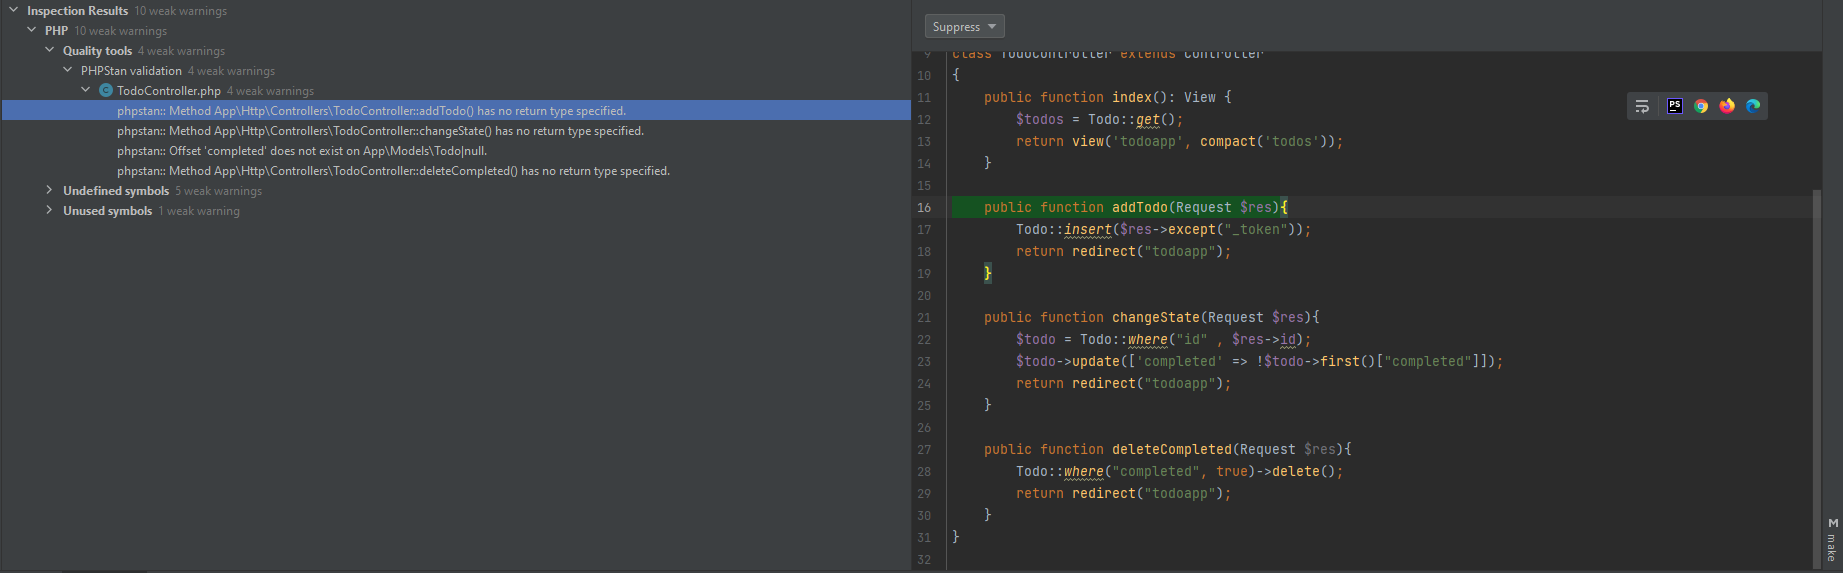 Inspection Results 10 weak warnings
PHP 10 weak warnings
Quality tools 4 weak warnings
PHPStan validation 4 weak warnings
C TodoController.php 4 weak warnings
phpstan:: Method App\Http\Controllers\TodoController::addTodo() has no return type specified.
phpstan:: Method App\Http\Controllers\TodoController::changeState() has no return type specified.
phpstan:: Offset 'completed' does not exist on App\Models\Todo|null.
phpstan:: Method App\Http\Controllers\TodoController::deleteCompleted() has no return type specified.
Undefined symbols 5 weak warnings
Unused symbols 1 weak warning
Suppress
9 class TodoController extends Controller
10 {
11 public function index(): View {
12 $todos = Todo::get();
13 return view('todoapp', compact('todos'));
14 }
15
16 public function addTodo(Request $res){
17 Todo::insert($res->except("_token"));
18 return redirect("todoapp");
19 }
20
21 public function changeState(Request $res){
22 $todo = Todo::where("id" , $res->id);
23 $todo->update(['completed' => !$todo->first()["completed"]]);
24 return redirect("todoapp");
25 }
26
27 public function deleteCompleted(Request $res){
28 Todo::where("completed", true)->delete();
29 return redirect("todoapp");
30 }
31 }
32
PS
M make